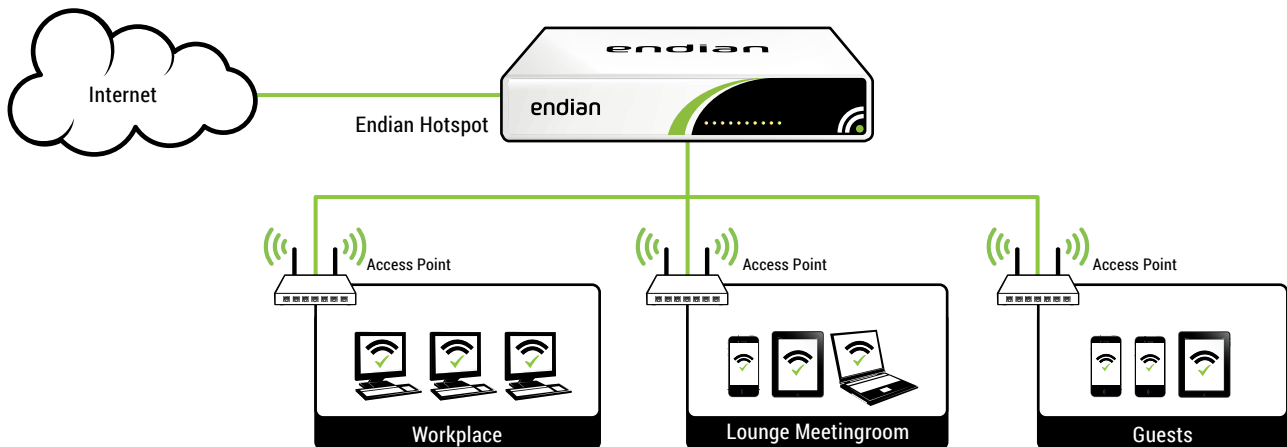 endian
Internet
endian
Endian Hotspot
Access Point
Access Point
Access Point
Workplace
Lounge Meetingroom
Guests